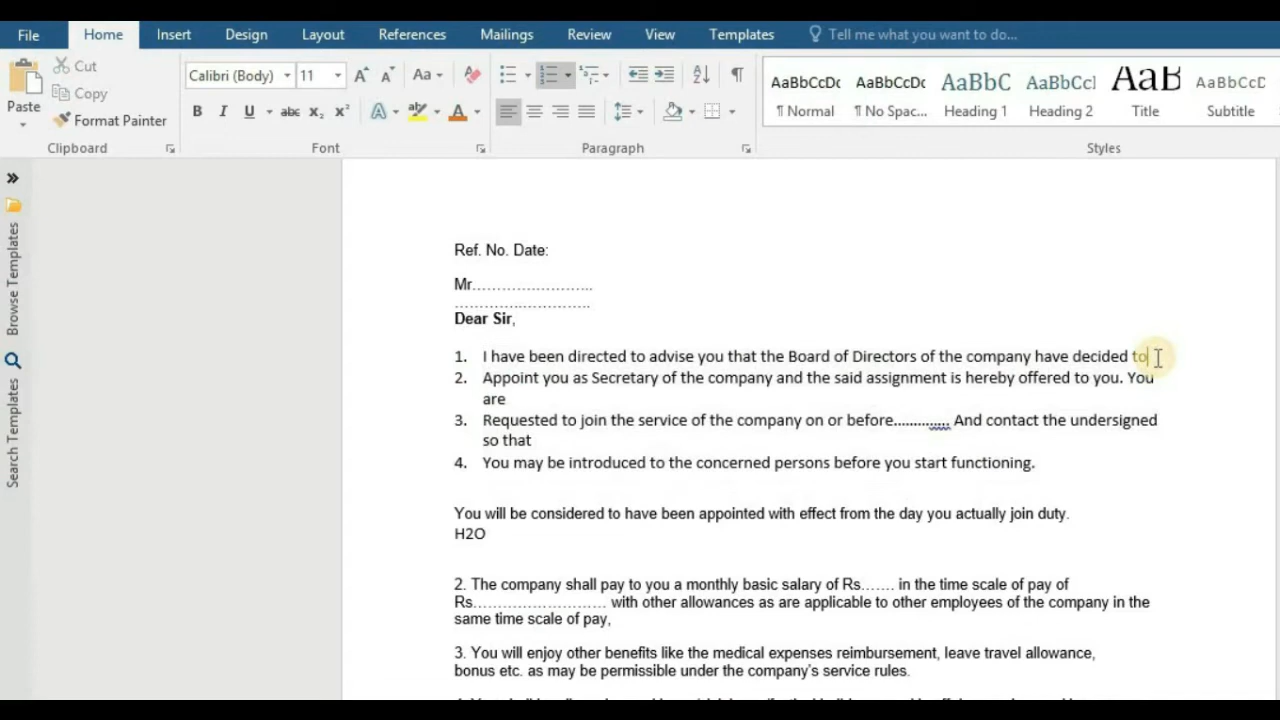 File Home Insert Design Layout References Mailings Review View Templates Tell me what you want to do...
Paste
Cut
Copy
Format Painter
Clipboard
Calibri (Body) 11 Aa
B I U abc x₂ x² A ab A
Font
Paragraph
AaBbCcDc AaBbCcDc AaBbC AaBbCcI AaB AaBbCcD
¶ Normal ¶ No Spac... Heading 1 Heading 2 Title Subtitle
Styles
Browse Templates
Search Templates
Ref. No. Date:
Mr……………………..
…………………………..
Dear Sir,
1. I have been directed to advise you that the Board of Directors of the company have decided to
2. Appoint you as Secretary of the company and the said assignment is hereby offered to you. You
are
3. Requested to join the service of the company on or before.............. And contact the undersigned
so that
4. You may be introduced to the concerned persons before you start functioning.
You will be considered to have been appointed with effect from the day you actually join duty.
H2O
2. The company shall pay to you a monthly basic salary of Rs……. in the time scale of pay of
Rs……………………… with other allowances as are applicable to other employees of the company in the
same time scale of pay,
3. You will enjoy other benefits like the medical expenses reimbursement, leave travel allowance,
bonus etc. as may be permissible under the company's service rules.